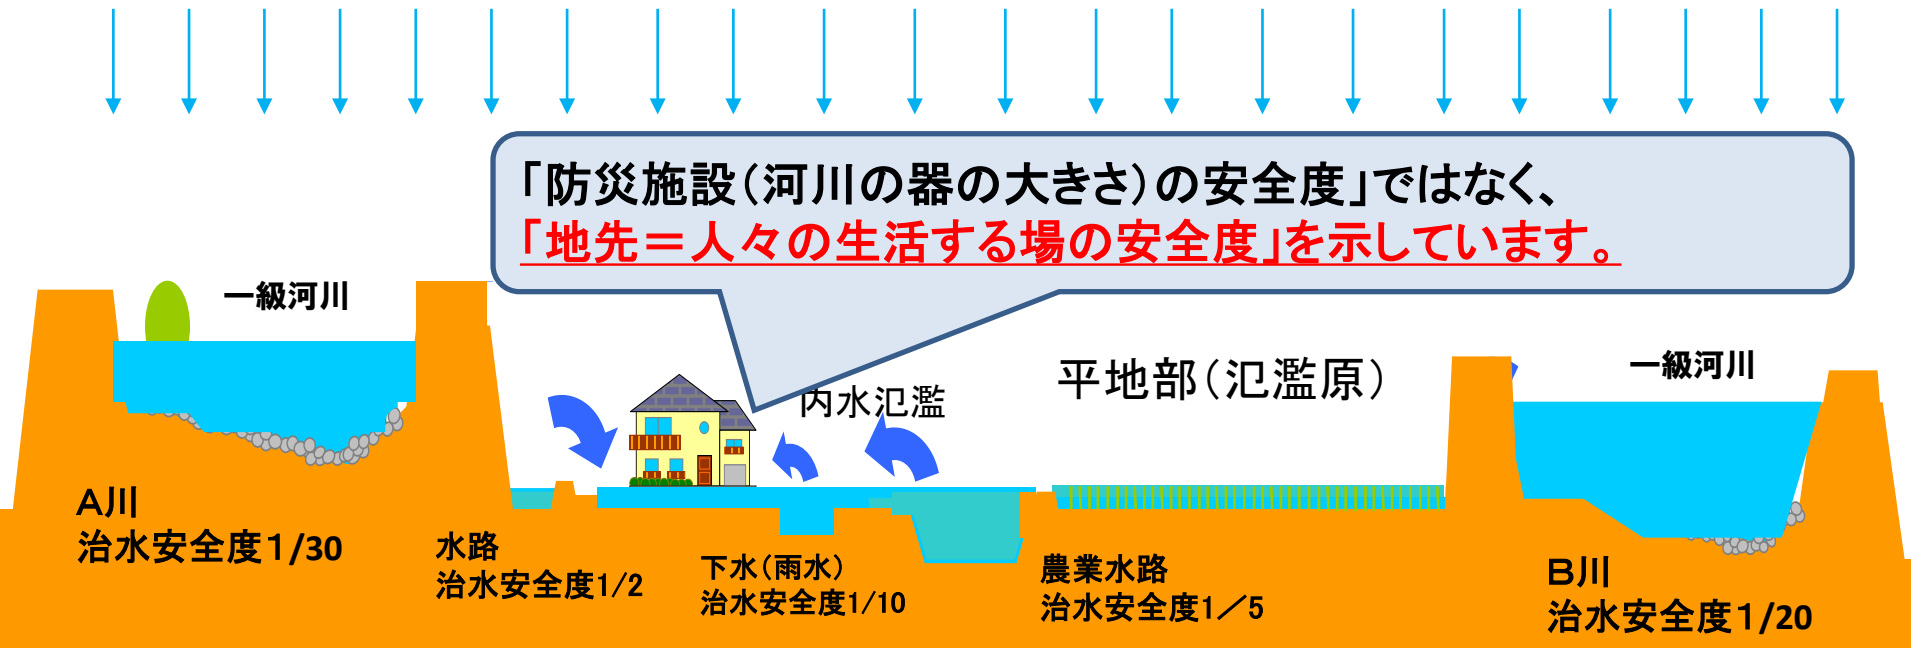 「防災施設(河川の器の大きさ)の安全度」ではなく、
「地先＝人々の生活する場の安全度」を示しています。
一級河川
平地部(氾濫原)
一級河川
内水氾濫
A川
治水安全度１/30
水路
治水安全度1/2
下水(雨水)
治水安全度1/10
農業水路
治水安全度１／５
B川
治水安全度１/20